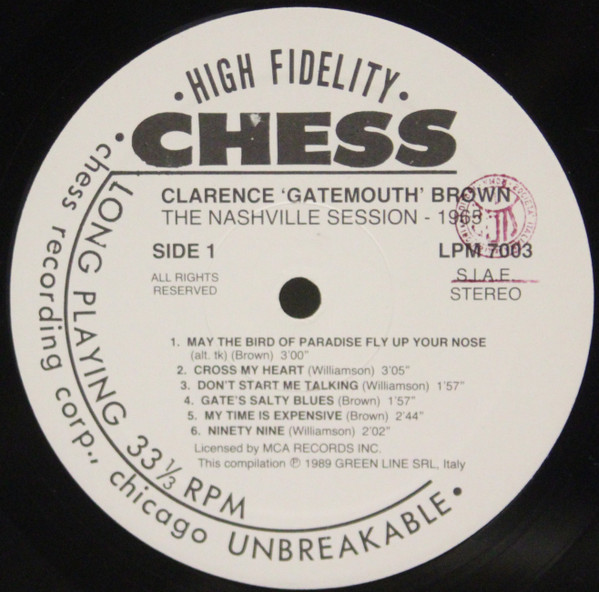 • HIGH FIDELITY •
CHESS
CLARENCE 'GATEMOUTH' BROWN
THE NASHVILLE SESSION - 1965
SIDE 1
LPM 7003
ALL RIGHTS
RESERVED
S.I.A.E.
STEREO
1. MAY THE BIRD OF PARADISE FLY UP YOUR NOSE
(alt. tk) (Brown) 3'00"
2. CROSS MY HEART (Williamson) 3'05"
3. DON'T START ME TALKING (Williamson) 1'57"
4. GATE'S SALTY BLUES (Brown) 1'57"
5. MY TIME IS EXPENSIVE (Brown) 2'44"
6. NINETY NINE (Williamson) 2'02"
Licensed by MCA RECORDS INC.
This compilation ℗ 1989 GREEN LINE SRL, Italy
LONG PLAYING 33⅓ RPM
• chess recording corp., chicago UNBREAKABLE •